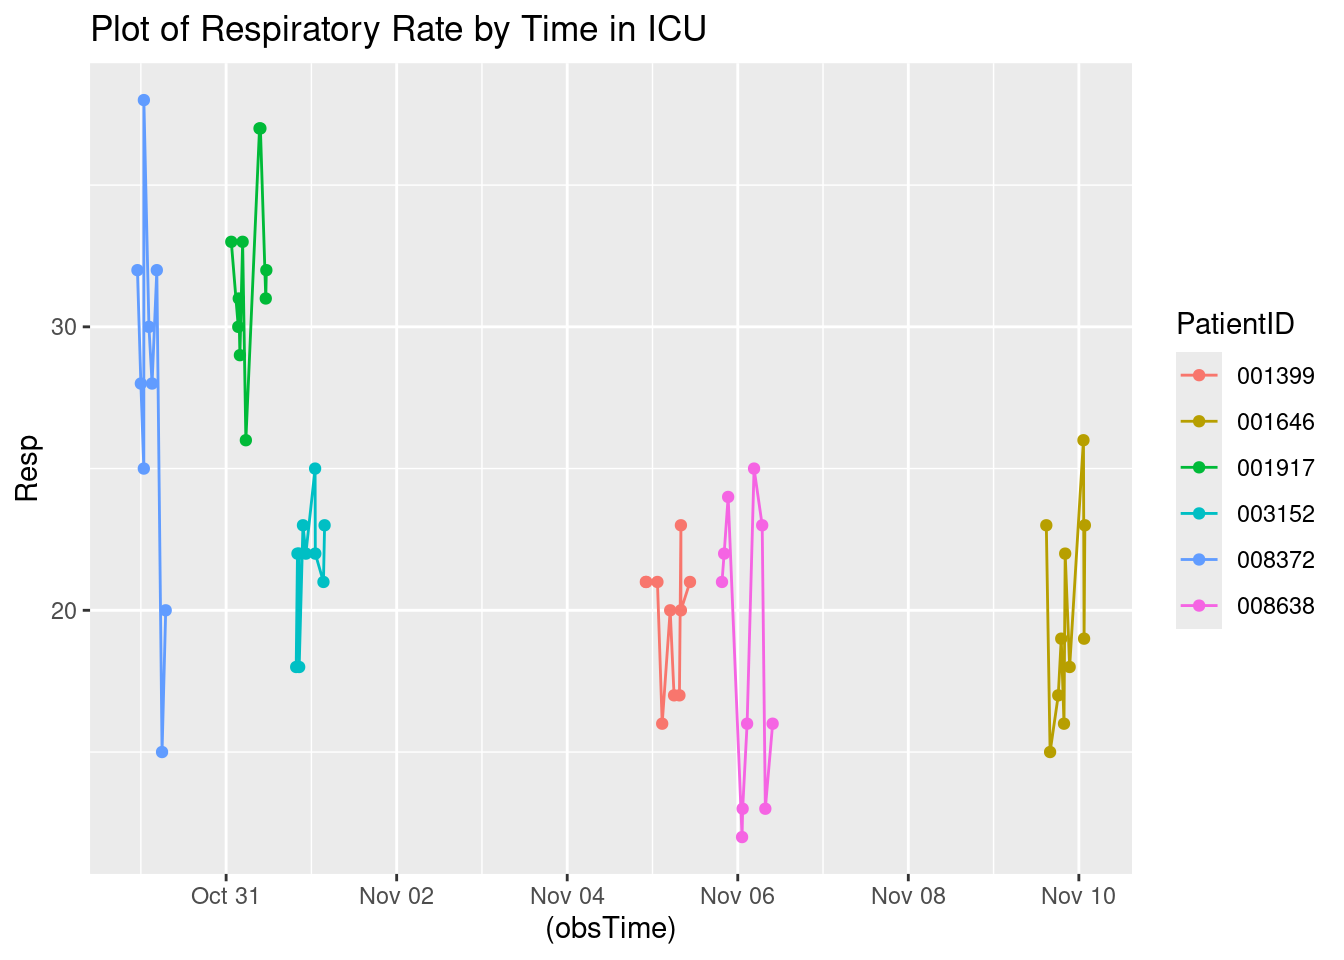 Plot of Respiratory Rate by Time in ICU
Resp
30
20
Oct 31
Nov 02
Nov 04
Nov 06
Nov 08
Nov 10
(obsTime)
PatientID
001399
001646
001917
003152
008372
008638